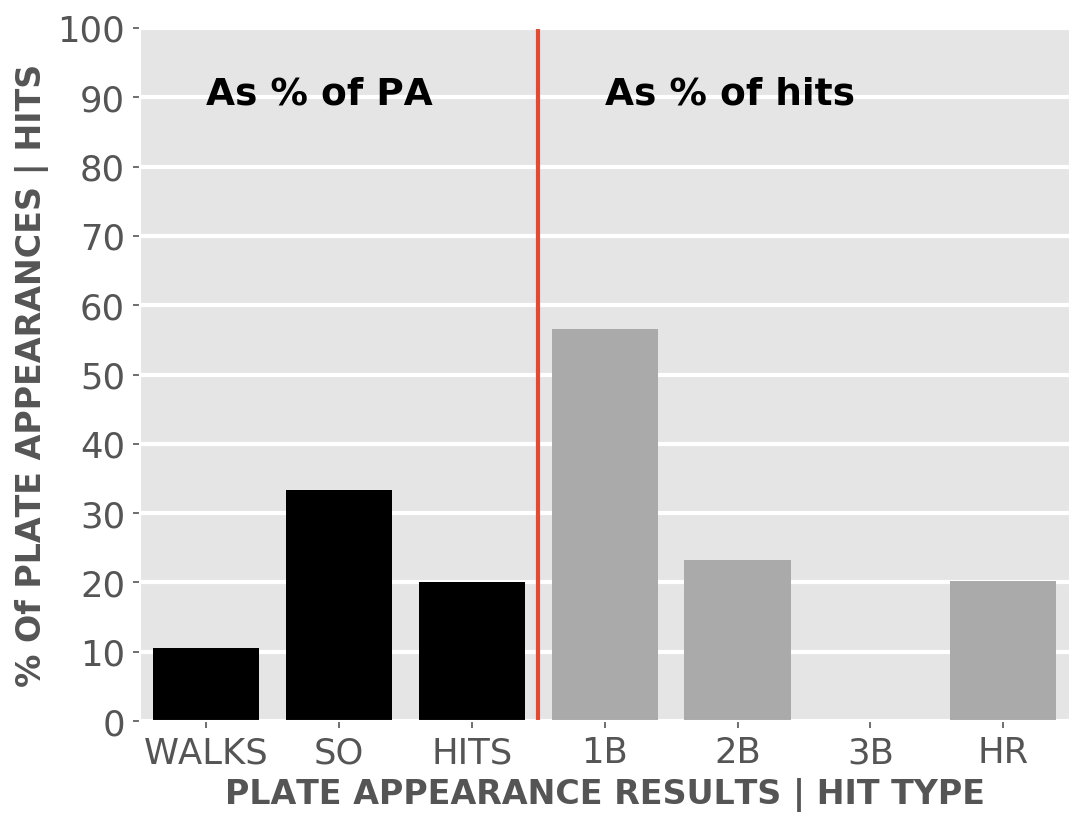 % Of PLATE APPEARANCES | HITS
100
90
80
70
60
50
40
30
20
10
0
As % of PA
As % of hits
WALKS SO HITS 1B 2B 3B HR
PLATE APPEARANCE RESULTS | HIT TYPE